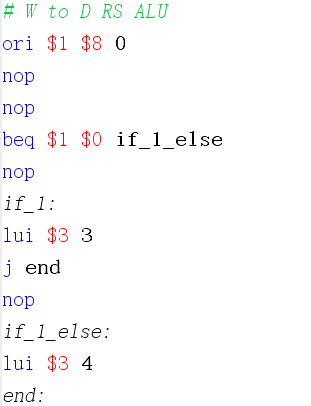 # W to D RS ALU
ori $1 $8 0
nop
nop
beq $1 $0 if_1_else
nop
if_1:
lui $3 3
j end
nop
if_1_else:
lui $3 4
end: